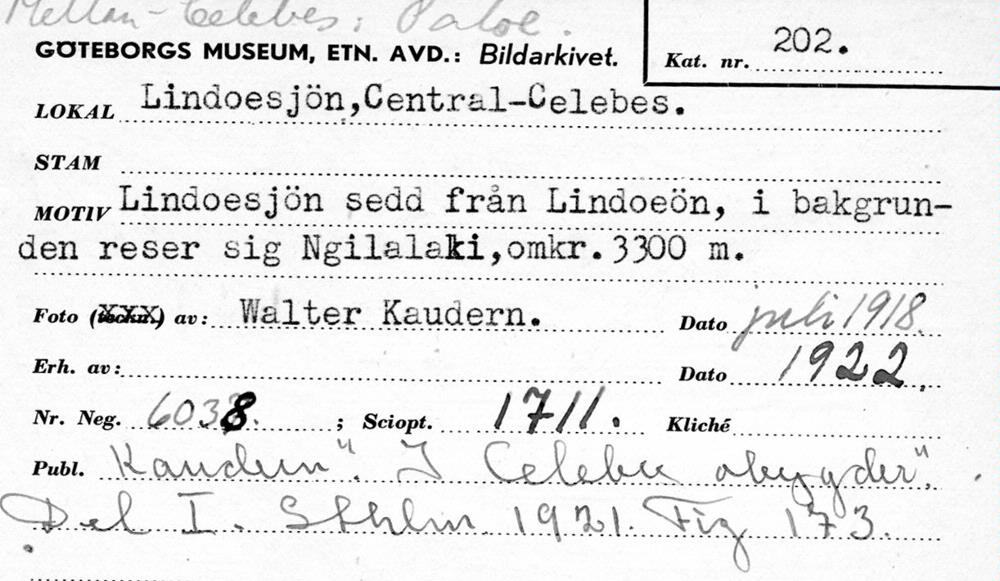 Mellan-Celebes: Paloe.
GÖTEBORGS MUSEUM, ETN. AVD.: Bildarkivet.
Kat. nr. 202.
LOKAL Lindoesjön,Central-Celebes.
STAM
MOTIV Lindoesjön sedd från Lindoeön, i bakgrun-
den reser sig Ngilalaki,omkr.3300 m.
Foto (teckn.) av: Walter Kaudern. Dato juli 1918.
Erh. av: Dato 1922.
Nr. Neg. 6038. ; Sciopt. 1711. Kliché
Publ. Kaudern "I Celebes obygder".
Del I. Sthlm 1921. Fig 173.